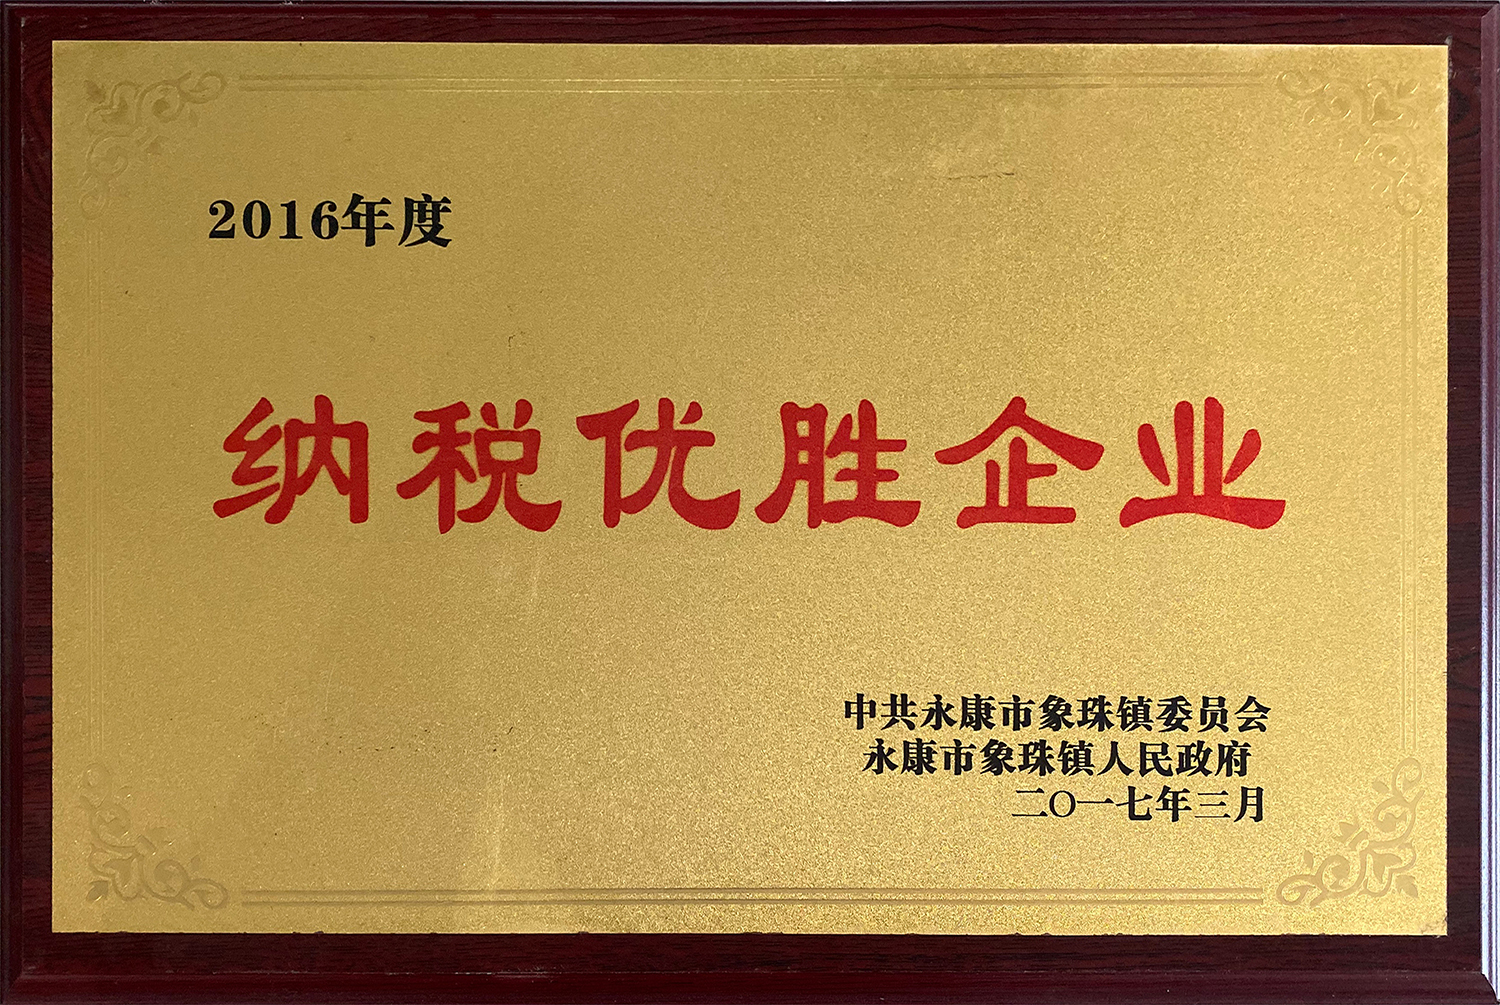 2016年度
纳税优胜企业
中共永康市象珠镇委员会
永康市象珠镇人民政府
二〇一七年三月